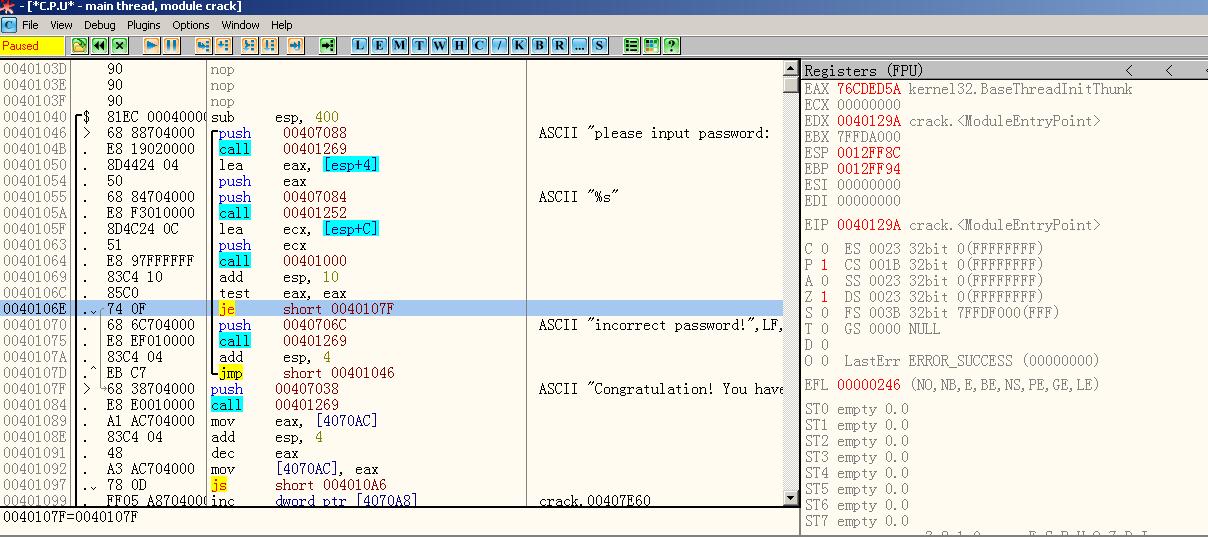 - [*C.P.U* - main thread, module crack]
C File View Debug Plugins Options Window Help
Paused L E M T W H C / K B R ... S ?
0040103D 90 nop
0040103E 90 nop
0040103F 90 nop
00401040 $ 81EC 00040000 sub esp, 400
00401046 > 68 88704000 push 00407088 ASCII "please input password:
0040104B . E8 19020000 call 00401269
00401050 . 8D4424 04 lea eax, [esp+4]
00401054 . 50 push eax
00401055 . 68 84704000 push 00407084 ASCII "%s"
0040105A . E8 F3010000 call 00401252
0040105F . 8D4C24 0C lea ecx, [esp+C]
00401063 . 51 push ecx
00401064 . E8 97FFFFFF call 00401000
00401069 . 83C4 10 add esp, 10
0040106C . 85C0 test eax, eax
0040106E . 74 0F je short 0040107F
00401070 . 68 6C704000 push 0040706C ASCII "incorrect password!",LF,
00401075 . E8 EF010000 call 00401269
0040107A . 83C4 04 add esp, 4
0040107D .^ EB C7 jmp short 00401046
0040107F > 68 38704000 push 00407038 ASCII "Congratulation! You have
00401084 . E8 E0010000 call 00401269
00401089 . A1 AC704000 mov eax, [4070AC]
0040108E . 83C4 04 add esp, 4
00401091 . 48 dec eax
00401092 . A3 AC704000 mov [4070AC], eax
00401097 . 78 0D js short 004010A6
00401099 . FF05 A8704000 inc dword ptr [4070A8] crack.00407E60
0040107F=0040107F
Registers (FPU) < < <
EAX 76CDED5A kernel32.BaseThreadInitThunk
ECX 00000000
EDX 0040129A crack.<ModuleEntryPoint>
EBX 7FFDA000
ESP 0012FF8C
EBP 0012FF94
ESI 00000000
EDI 00000000
EIP 0040129A crack.<ModuleEntryPoint>
C 0 ES 0023 32bit 0(FFFFFFFF)
P 1 CS 001B 32bit 0(FFFFFFFF)
A 0 SS 0023 32bit 0(FFFFFFFF)
Z 1 DS 0023 32bit 0(FFFFFFFF)
S 0 FS 003B 32bit 7FFDF000(FFF)
T 0 GS 0000 NULL
D 0
O 0 LastErr ERROR_SUCCESS (00000000)
EFL 00000246 (NO,NB,E,BE,NS,PE,GE,LE)
ST0 empty 0.0
ST1 empty 0.0
ST2 empty 0.0
ST3 empty 0.0
ST4 empty 0.0
ST5 empty 0.0
ST6 empty 0.0
ST7 empty 0.0